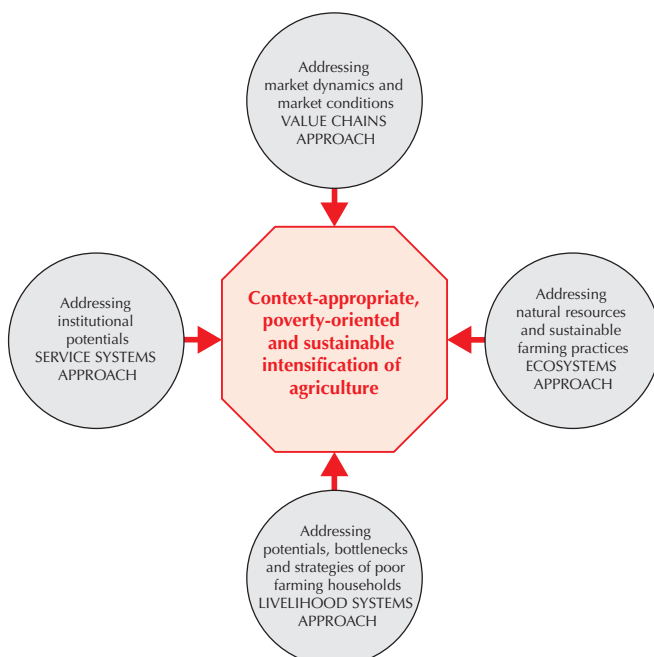 Addressing
market dynamics and
market conditions
VALUE CHAINS
APPROACH
Addressing
institutional
potentials
SERVICE SYSTEMS
APPROACH
Context-appropriate,
poverty-oriented
and sustainable
intensification of
agriculture
Addressing
natural resources
and sustainable
farming practices
ECOSYSTEMS
APPROACH
Addressing
potentials, bottlenecks
and strategies of poor
farming households
LIVELIHOOD SYSTEMS
APPROACH